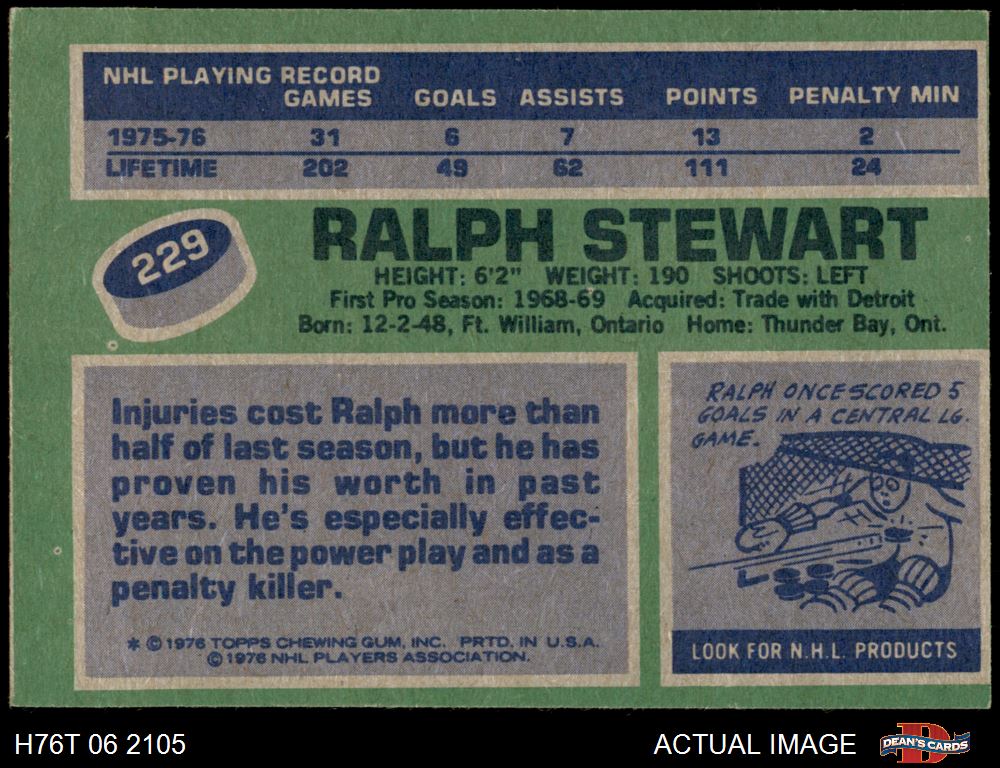 NHL PLAYING RECORD
GAMES GOALS ASSISTS POINTS PENALTY MIN
1975-76 31 6 7 13 2
LIFETIME 202 49 62 111 24
229
RALPH STEWART
HEIGHT: 6'2" WEIGHT: 190 SHOOTS: LEFT
First Pro Season: 1968-69 Acquired: Trade with Detroit
Born: 12-2-48, Ft. William, Ontario Home: Thunder Bay, Ont.
Injuries cost Ralph more than
half of last season, but he has
proven his worth in past
years. He's especially effec-
tive on the power play and as a
penalty killer.
* © 1976 TOPPS CHEWING GUM, INC. PRTD. IN U.S.A.
© 1976 NHL PLAYERS ASSOCIATION.
RALPH ONCE SCORED 5
GOALS IN A CENTRAL LG.
GAME.
LOOK FOR N.H.L. PRODUCTS
H76T 06 2105
ACTUAL IMAGE
D
DEAN'S CARDS